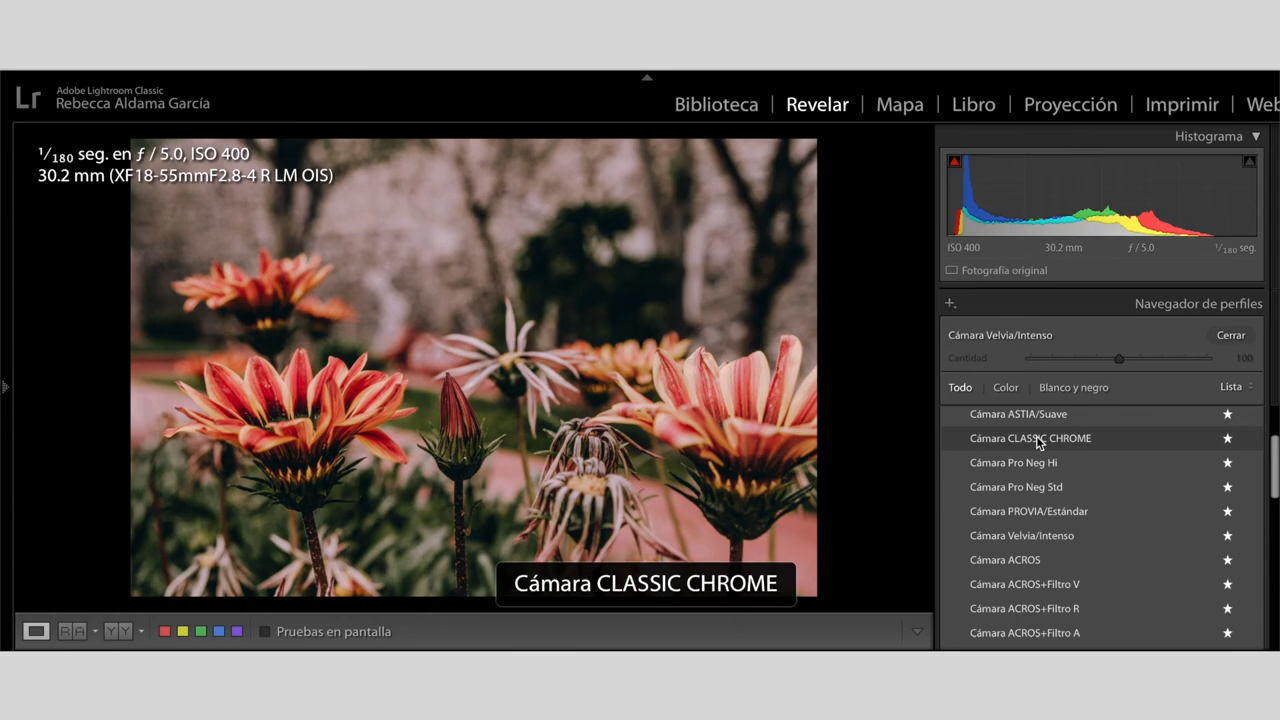 Lr
Adobe Lightroom Classic
Rebecca Aldama García
Biblioteca | Revelar | Mapa | Libro | Proyección | Imprimir | Web
1/180 seg. en ƒ / 5.0, ISO 400
30.2 mm (XF18-55mmF2.8-4 R LM OIS)
Histograma
ISO 400 30.2 mm ƒ / 5.0 1/180 seg.
Fotografía original
Navegador de perfiles
Cámara Velvia/Intenso Cerrar
Cantidad 100
Todo | Color | Blanco y negro Lista
Cámara ASTIA/Suave
Cámara CLASSIC CHROME
Cámara Pro Neg Hi
Cámara Pro Neg Std
Cámara PROVIA/Estándar
Cámara Velvia/Intenso
Cámara ACROS
Cámara ACROS+Filtro V
Cámara ACROS+Filtro R
Cámara ACROS+Filtro A
Cámara CLASSIC CHROME
R A Y Y Pruebas en pantalla